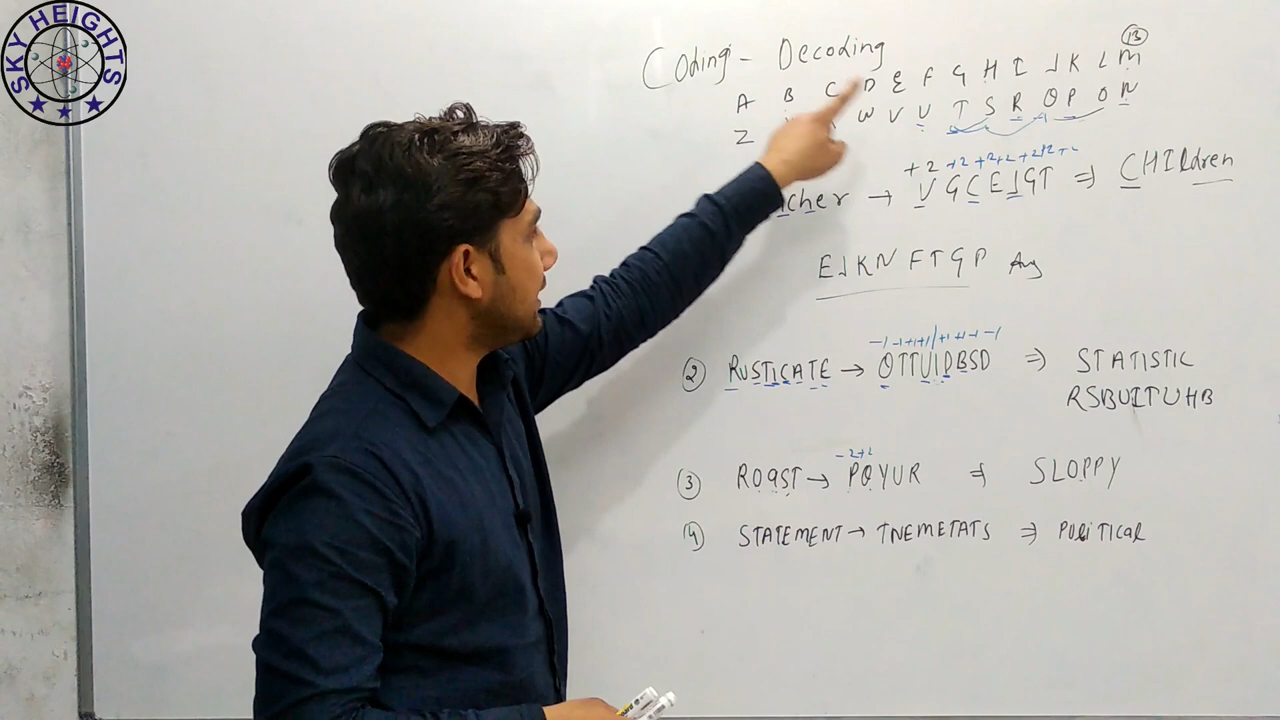 SKY HEIGHTS
Coding - Decoding
13
A B C D E F G H I J K L M
Z W V U T S R Q P O N
+2 +2 +2 +2 +2 +2 +2
cher → VGCEJGT ⇒ CHILdren
EJKNFTGP Ans
-1 -1 +1 +1 / +1 +1 -1 -1
② RUSTICATE → QTTUIDBSD ⇒ STATISTIC
RSBUITUHB
-2 +2
③ ROAST → PQYUR ⇒ SLOPPY
④ STATEMENT → TNEMETATS ⇒ POLITICAL